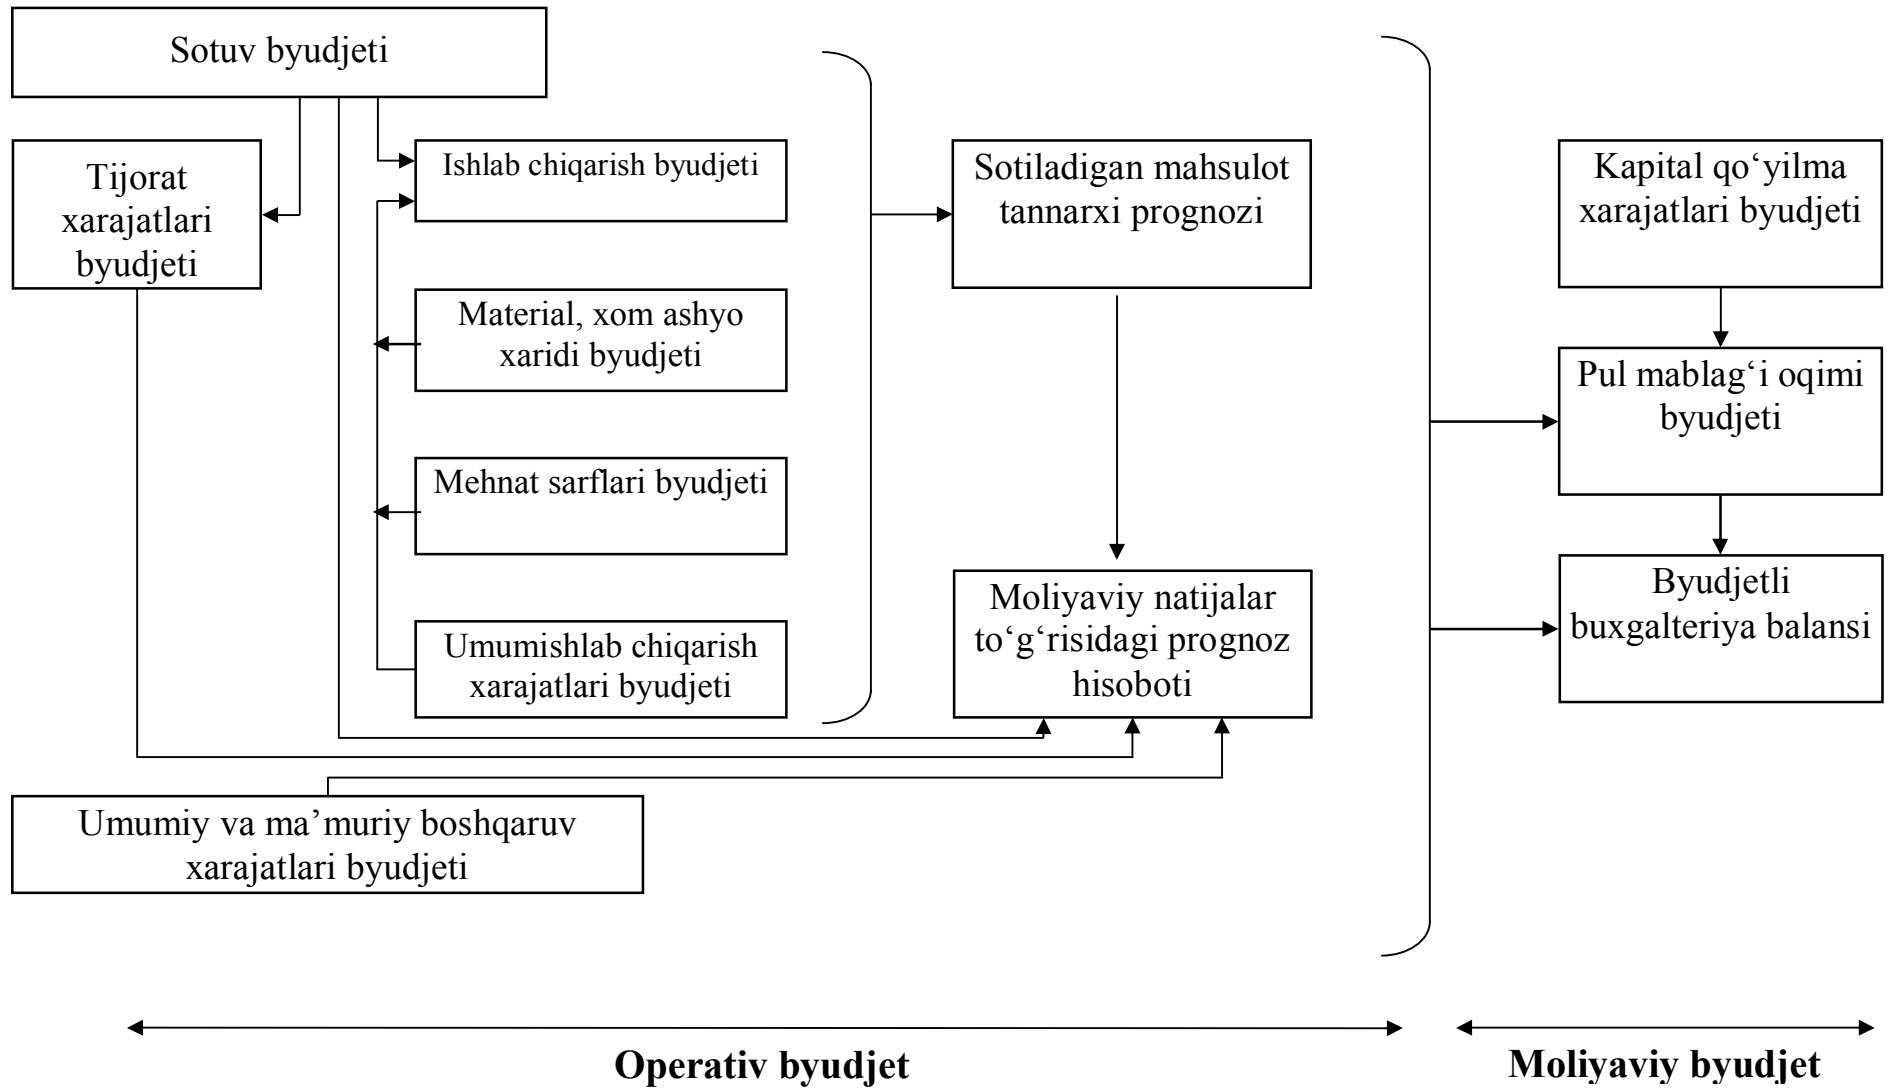 Sotuv byudjeti
Tijorat
xarajatlari
byudjeti
Ishlab chiqarish byudjeti
Material, xom ashyo
xaridi byudjeti
Mehnat sarflari byudjeti
Umumishlab chiqarish
xarajatlari byudjeti
Umumiy va ma’muriy boshqaruv
xarajatlari byudjeti
Sotiladigan mahsulot
tannarxi prognozi
Moliyaviy natijalar
to‘g‘risidagi prognoz
hisoboti
Kapital qo‘yilma
xarajatlari byudjeti
Pul mablag‘i oqimi
byudjeti
Byudjetli
buxgalteriya balansi
Operativ byudjet
Moliyaviy byudjet